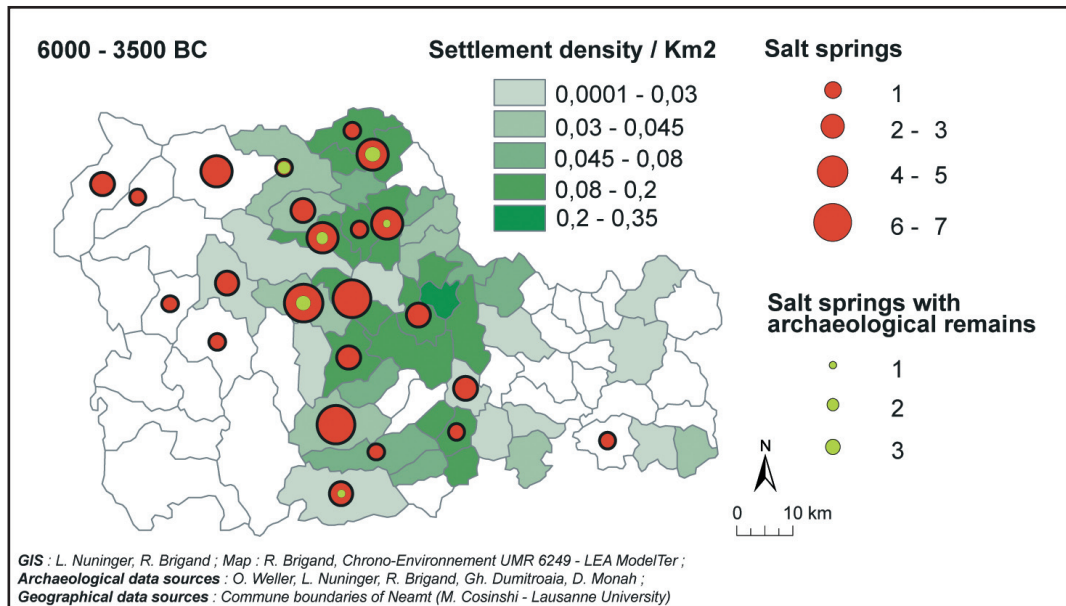 6000 - 3500 BC
Settlement density / Km2
0,0001 - 0,03
0,03 - 0,045
0,045 - 0,08
0,08 - 0,2
0,2 - 0,35
Salt springs
1
2 - 3
4 - 5
6 - 7
Salt springs with
archaeological remains
1
2
3
N
0 10 km
GIS : L. Nuninger, R. Brigand ; Map : R. Brigand, Chrono-Environnement UMR 6249 - LEA ModelTer ;
Archaeological data sources : O. Weller, L. Nuninger, R. Brigand, Gh. Dumitroaia, D. Monah ;
Geographical data sources : Commune boundaries of Neamt (M. Cosinshi - Lausanne University)